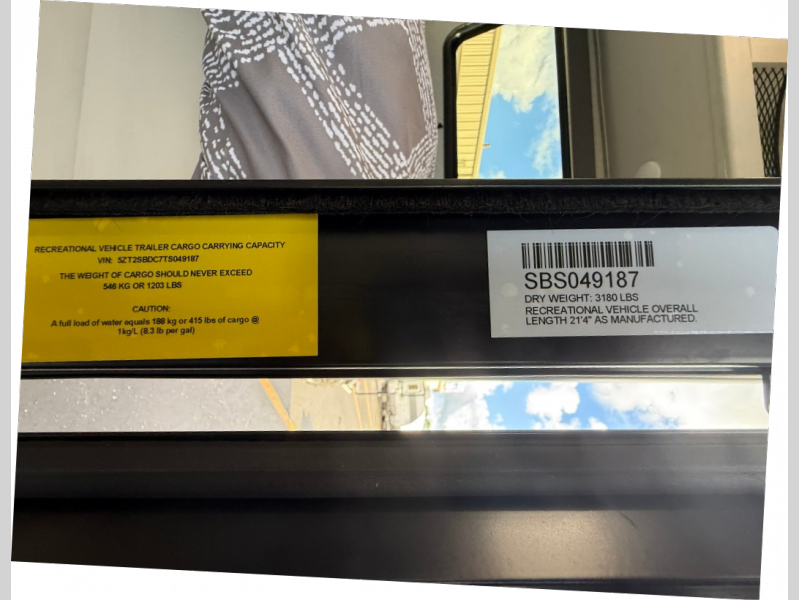 RECREATIONAL VEHICLE TRAILER CARGO CARRYING CAPACITY
VIN: 5ZT2SBDC7TS049187
THE WEIGHT OF CARGO SHOULD NEVER EXCEED
546 KG OR 1203 LBS
CAUTION:
A full load of water equals 188 kg or 415 lbs of cargo @
1kg/L (8.3 lb per gal)
SBS049187
DRY WEIGHT: 3180 LBS
RECREATIONAL VEHICLE OVERALL
LENGTH 21'4" AS MANUFACTURED.